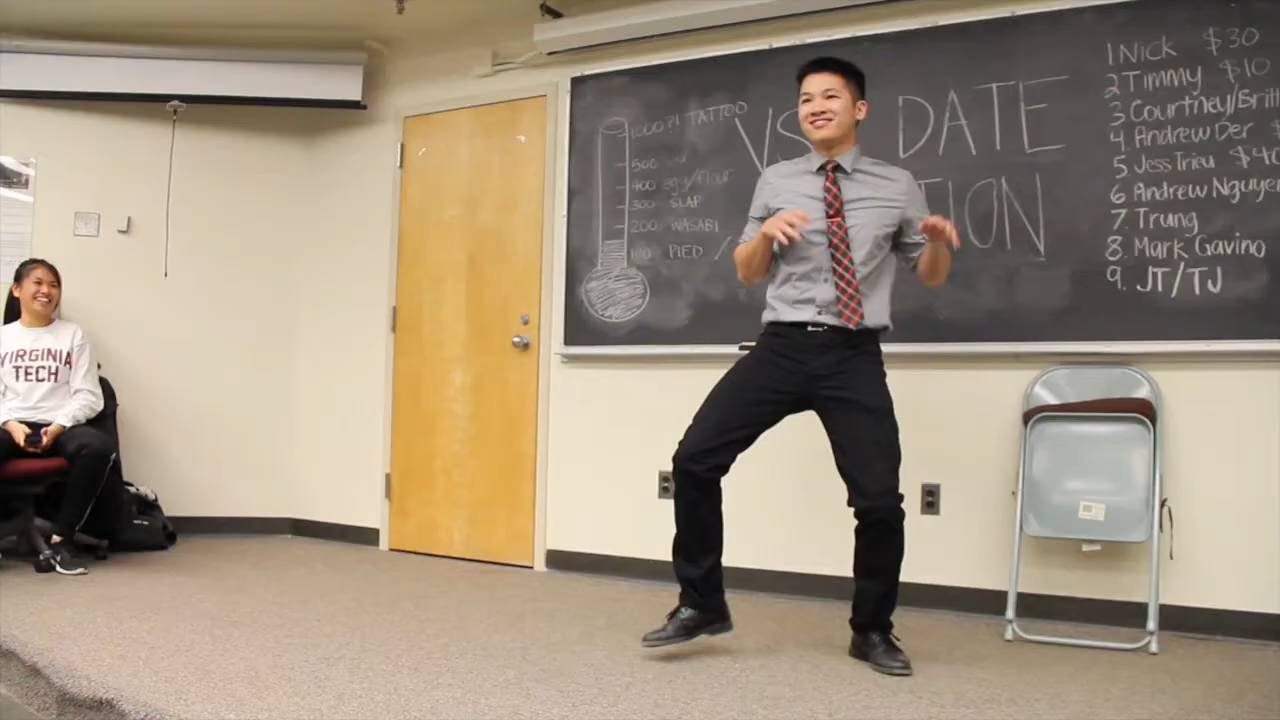 VIRGINIA
TECH
1000?! TATTOO
500
400 egg/flour
300 SLAP
200 WASABI
100 PIED
VS
DATE
TION
1 Nick $30
2 Timmy $10
3 Courtney/Britt
4. Andrew Der $
5 Jess Trieu $40
6 Andrew Nguyen
7. Trung
8. Mark Gavino
9. JT/TJ